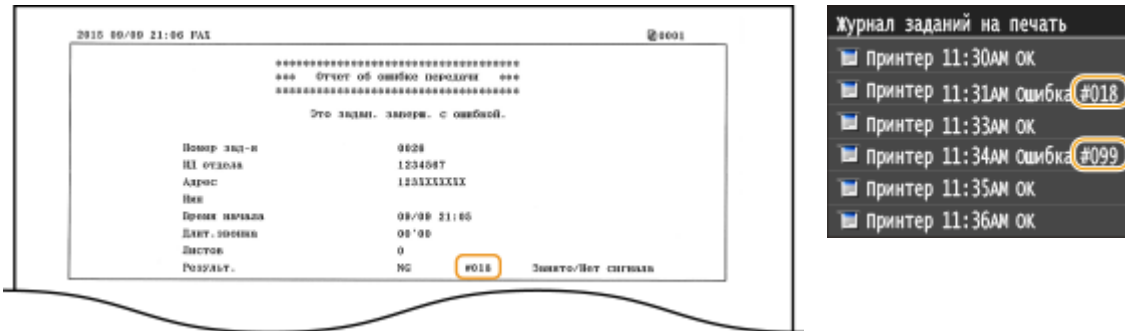 2015 09/09 21:06 FAX 0001
************************************
*** Отчет об ошибке передачи ***
************************************
Это задан. заверш. с ошибкой.
Номер зад-я 0020
ИД отдела 1234567
Адрес 123XXXXXXX
Имя
Время начала 09/09 21:05
Длит. звонка 00'00
Листов 0
Результ. NG #018 Занято/Нет сигнала
Журнал заданий на печать
Принтер 11:30AM OK
Принтер 11:31AM Ошибка #018
Принтер 11:33AM OK
Принтер 11:34AM Ошибка #099
Принтер 11:35AM OK
Принтер 11:36AM OK